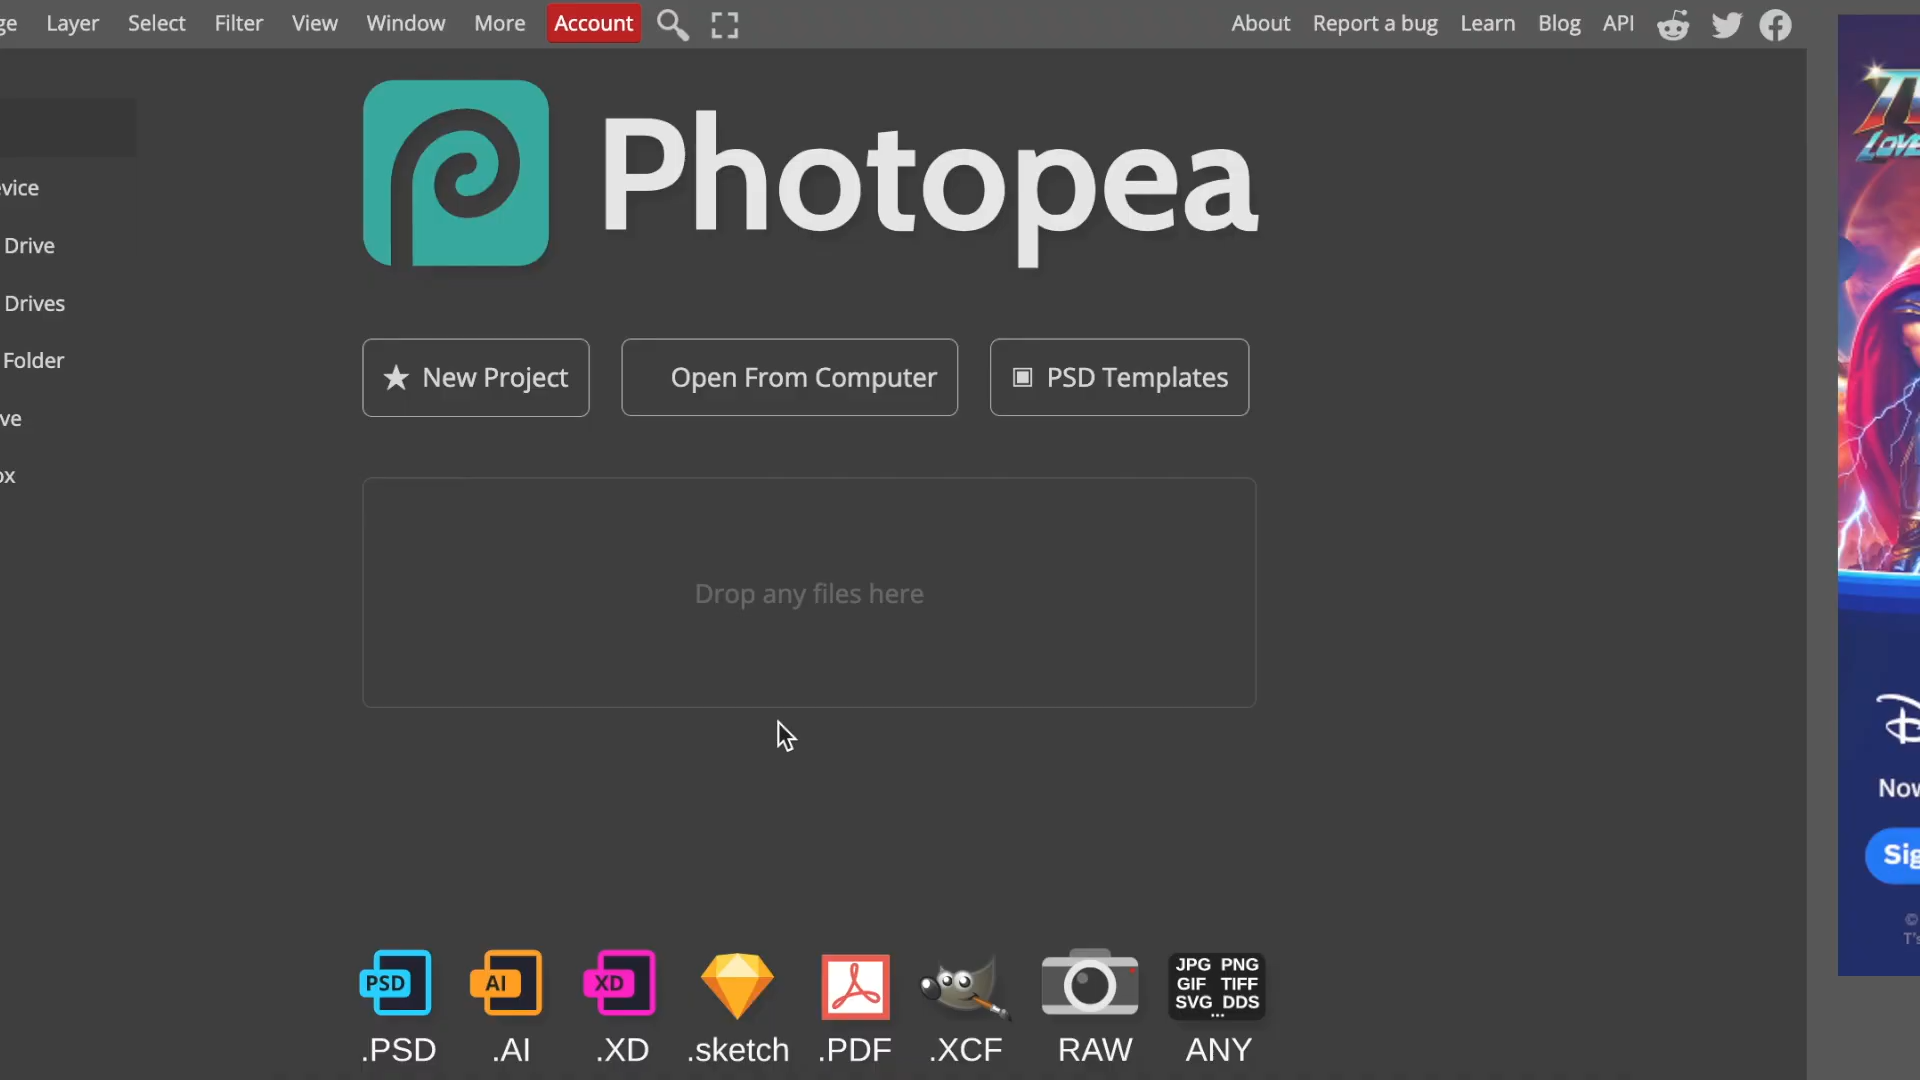 ge Layer Select Filter View Window More Account About Report a bug Learn Blog API
Photopea
evice
Drive
Drives
Folder
ve
ox
New Project Open From Computer PSD Templates
Drop any files here
PSD AI XD
JPG PNG
GIF TIFF
SVG DDS
...
.PSD .AI .XD .sketch .PDF .XCF RAW ANY
LOVE
Now
Sig
©
T's